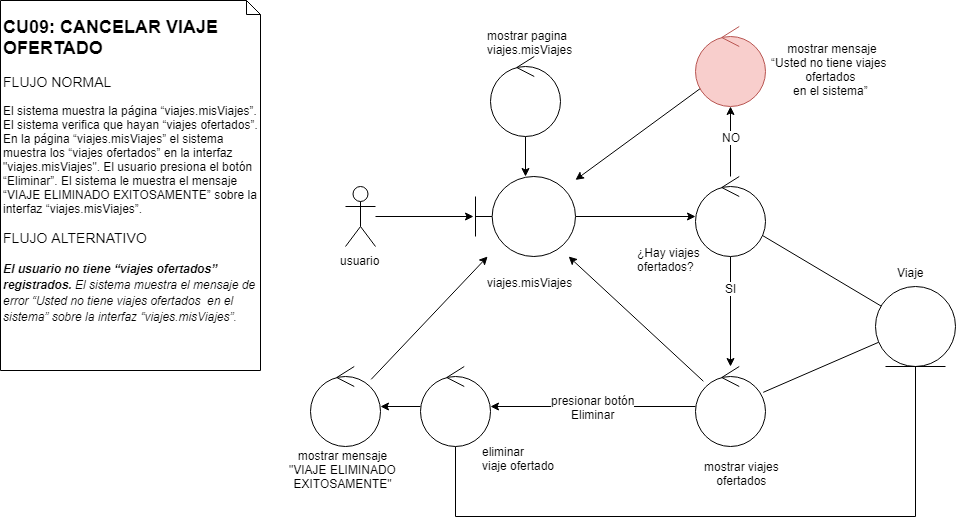 CU09: CANCELAR VIAJE
OFERTADO
FLUJO NORMAL
El sistema muestra la página “viajes.misViajes”.
El sistema verifica que hayan “viajes ofertados”.
En la página “viajes.misViajes” el sistema
muestra los “viajes ofertados” en la interfaz
"viajes.misViajes". El usuario presiona el botón
“Eliminar”. El sistema le muestra el mensaje
“VIAJE ELIMINADO EXITOSAMENTE” sobre la
interfaz “viajes.misViajes”.
FLUJO ALTERNATIVO
El usuario no tiene “viajes ofertados”
registrados. El sistema muestra el mensaje de
error “Usted no tiene viajes ofertados  en el
sistema” sobre la interfaz “viajes.misViajes”.
mostrar pagina
viajes.misViajes
mostrar mensaje
“Usted no tiene viajes
ofertados
en el sistema”
NO
usuario
viajes.misViajes
¿Hay viajes
ofertados?
SI
Viaje
presionar botón
Eliminar
mostrar mensaje
"VIAJE ELIMINADO
EXITOSAMENTE"
eliminar
viaje ofertado
mostrar viajes
ofertados